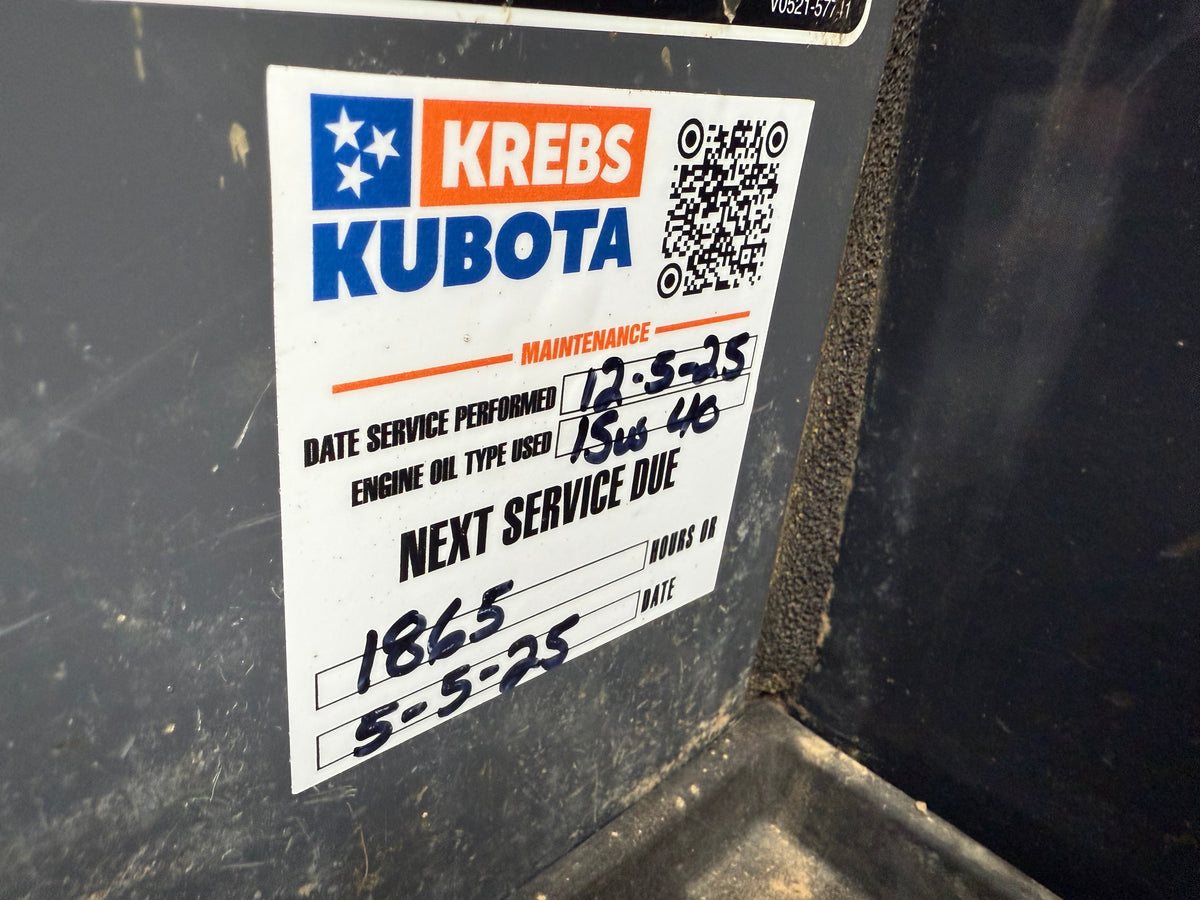 V0521-577-11
KREBS
KUBOTA
MAINTENANCE
DATE SERVICE PERFORMED 12-5-25
ENGINE OIL TYPE USED 15w 40
NEXT SERVICE DUE
1865 HOURS OR
5-5-25 DATE